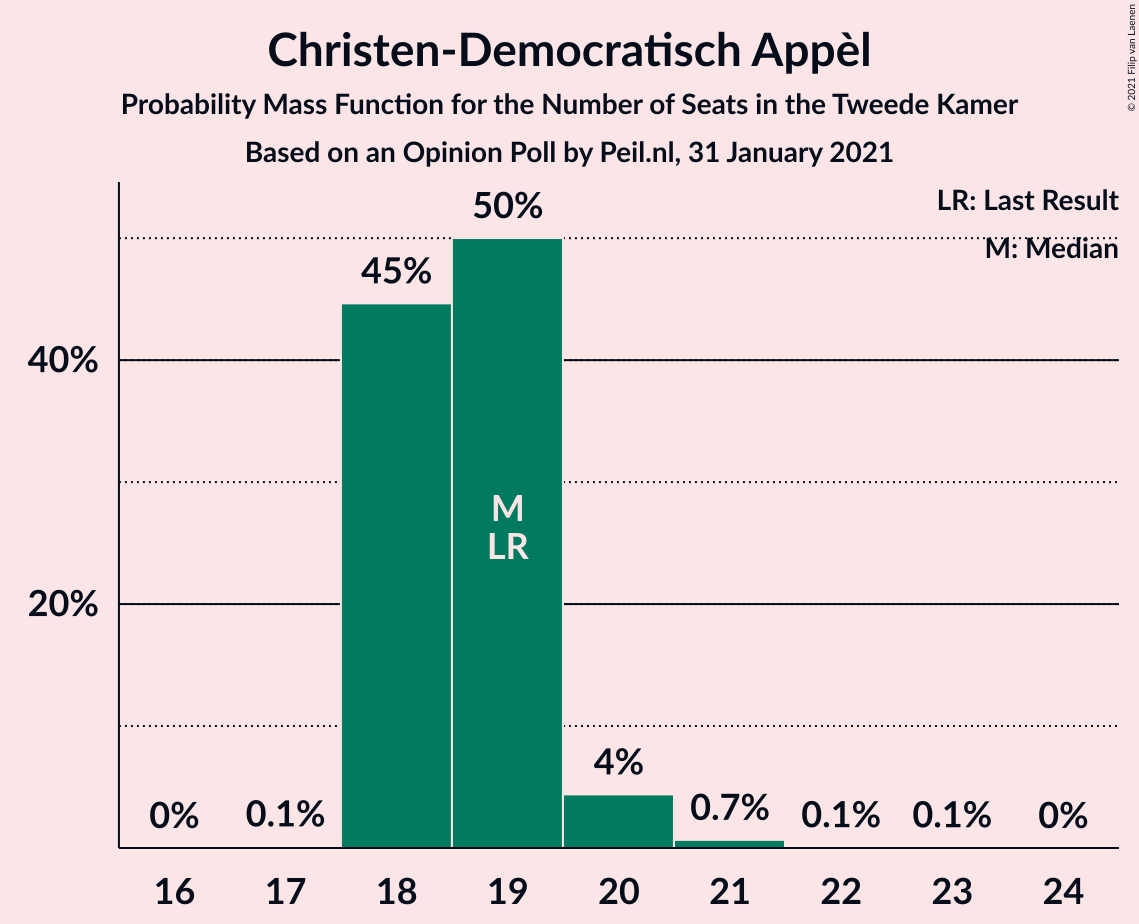 Christen-Democratisch Appèl
Probability Mass Function for the Number of Seats in the Tweede Kamer
Based on an Opinion Poll by Peil.nl, 31 January 2021
© 2021 Filip van Laenen
LR: Last Result
M: Median
50%
45%
40%
M
LR
20%
4%
0%
0.1%
0.7%
0.1%
0.1%
0%
16
17
18
19
20
21
22
23
24